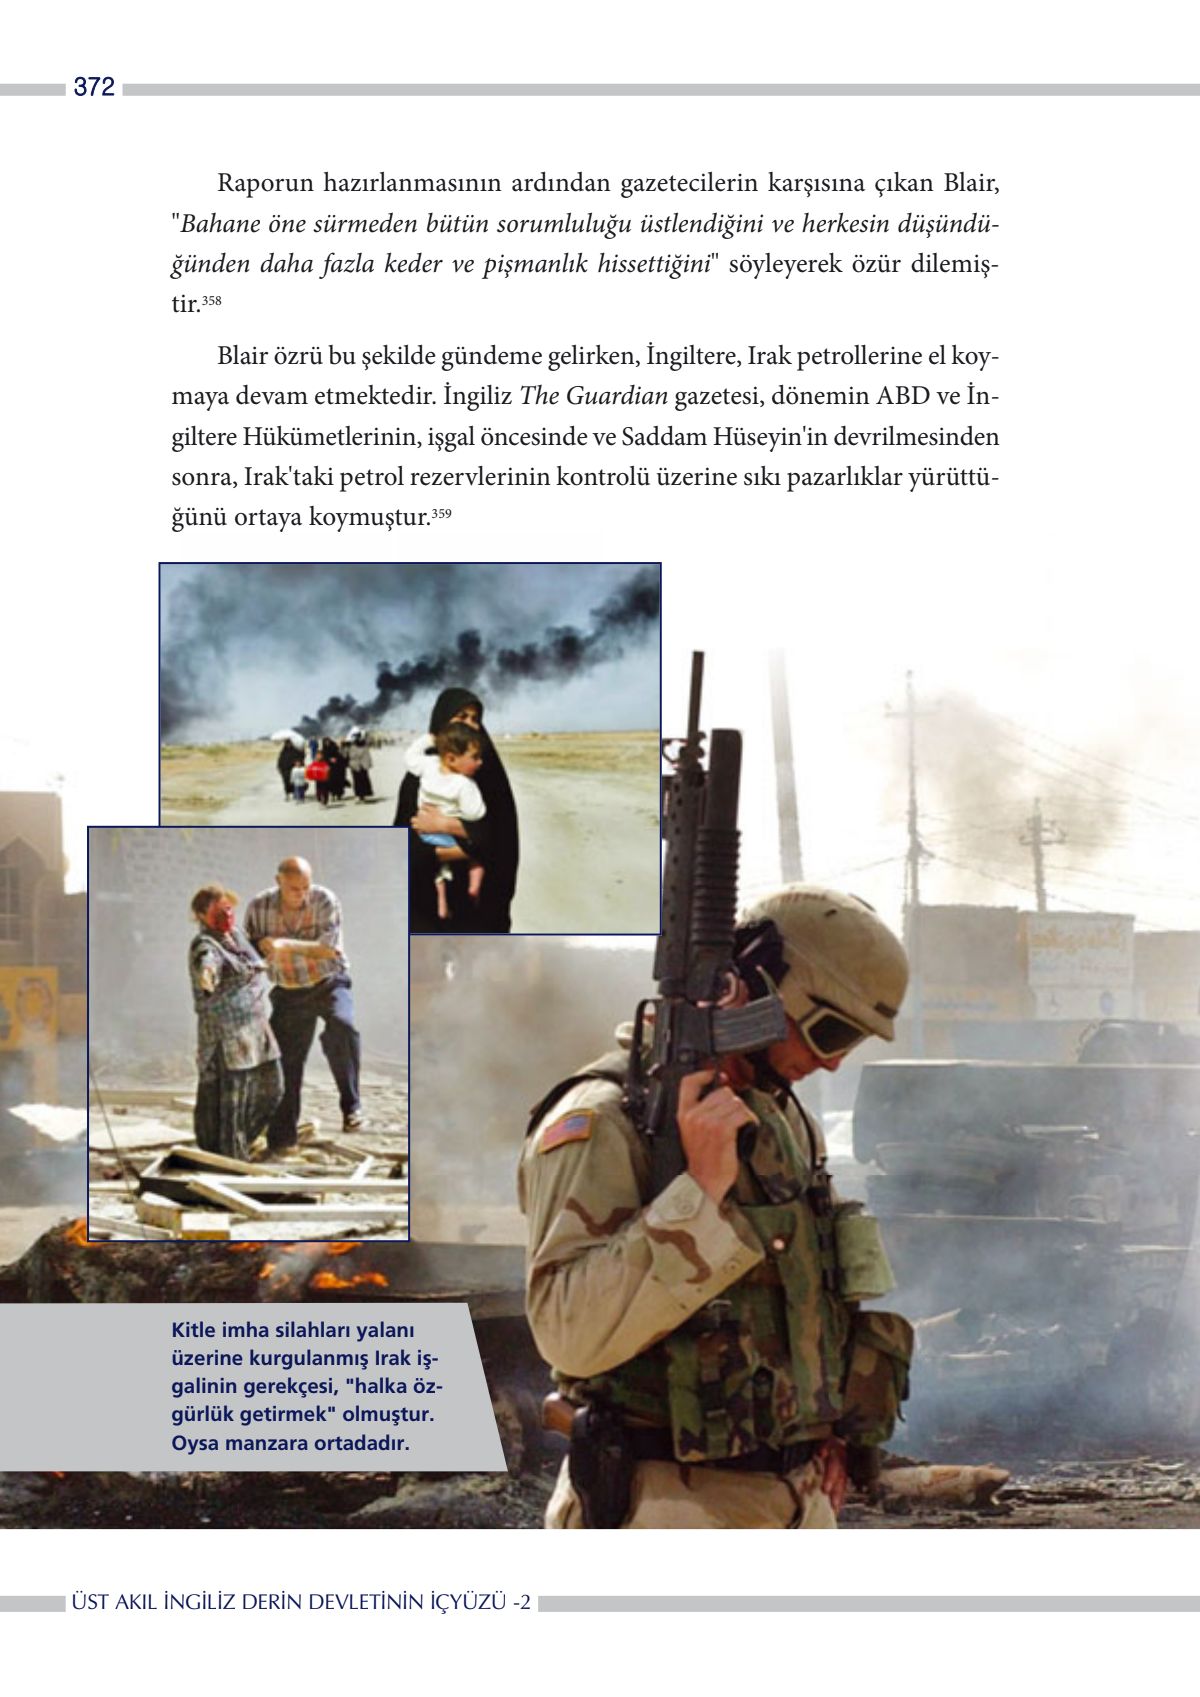 372
Raporun hazırlanmasının ardından gazetecilerin karşısına çıkan Blair,
"Bahane öne sürmeden bütün sorumluluğu üstlendiğini ve herkesin düşündü-
ğünden daha fazla keder ve pişmanlık hissettiğini" söyleyerek özür dilemiş-
tir.358
Blair özrü bu şekilde gündeme gelirken, İngiltere, Irak petrollerine el koy-
maya devam etmektedir. İngiliz The Guardian gazetesi, dönemin ABD ve İn-
giltere Hükümetlerinin, işgal öncesinde ve Saddam Hüseyin'in devrilmesinden
sonra, Irak'taki petrol rezervlerinin kontrolü üzerine sıkı pazarlıklar yürüttü-
ğünü ortaya koymuştur.359
Kitle imha silahları yalanı
üzerine kurgulanmış Irak iş-
galinin gerekçesi, "halka öz-
gürlük getirmek" olmuştur.
Oysa manzara ortadadır.
ÜST AKIL İNGİLİZ DERİN DEVLETİNİN İÇYÜZÜ -2